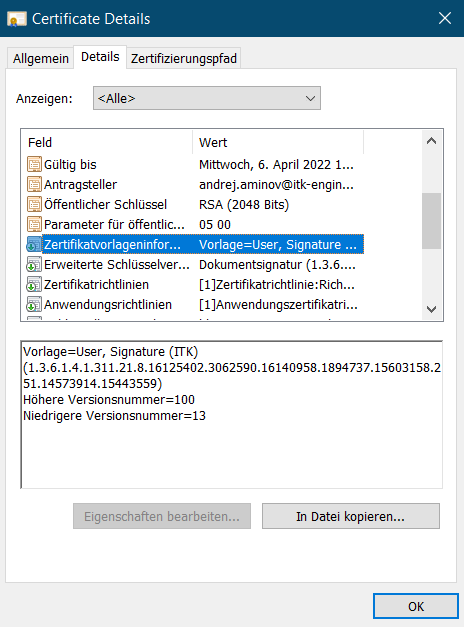 Certificate Details
Allgemein Details Zertifizierungspfad
Anzeigen: <Alle>
Feld Wert
Gültig bis Mittwoch, 6. April 2022 1...
Antragsteller andrej.aminov@itk-engin...
Öffentlicher Schlüssel RSA (2048 Bits)
Parameter für öffentlic... 05 00
Zertifikatvorlageninfor... Vorlage=User, Signature ...
Erweiterte Schlüsselver... Dokumentsignatur (1.3.6....
Zertifikatrichtlinien [1]Zertifikatrichtlinie:Rich...
Anwendungsrichtlinien [1]Anwendungszertifikatri...
Vorlage=User, Signature (ITK)
(1.3.6.1.4.1.311.21.8.16125402.3062590.16140958.1894737.15603158.2
51.14573914.15443559)
Höhere Versionsnummer=100
Niedrigere Versionsnummer=13
Eigenschaften bearbeiten...
In Datei kopieren...
OK